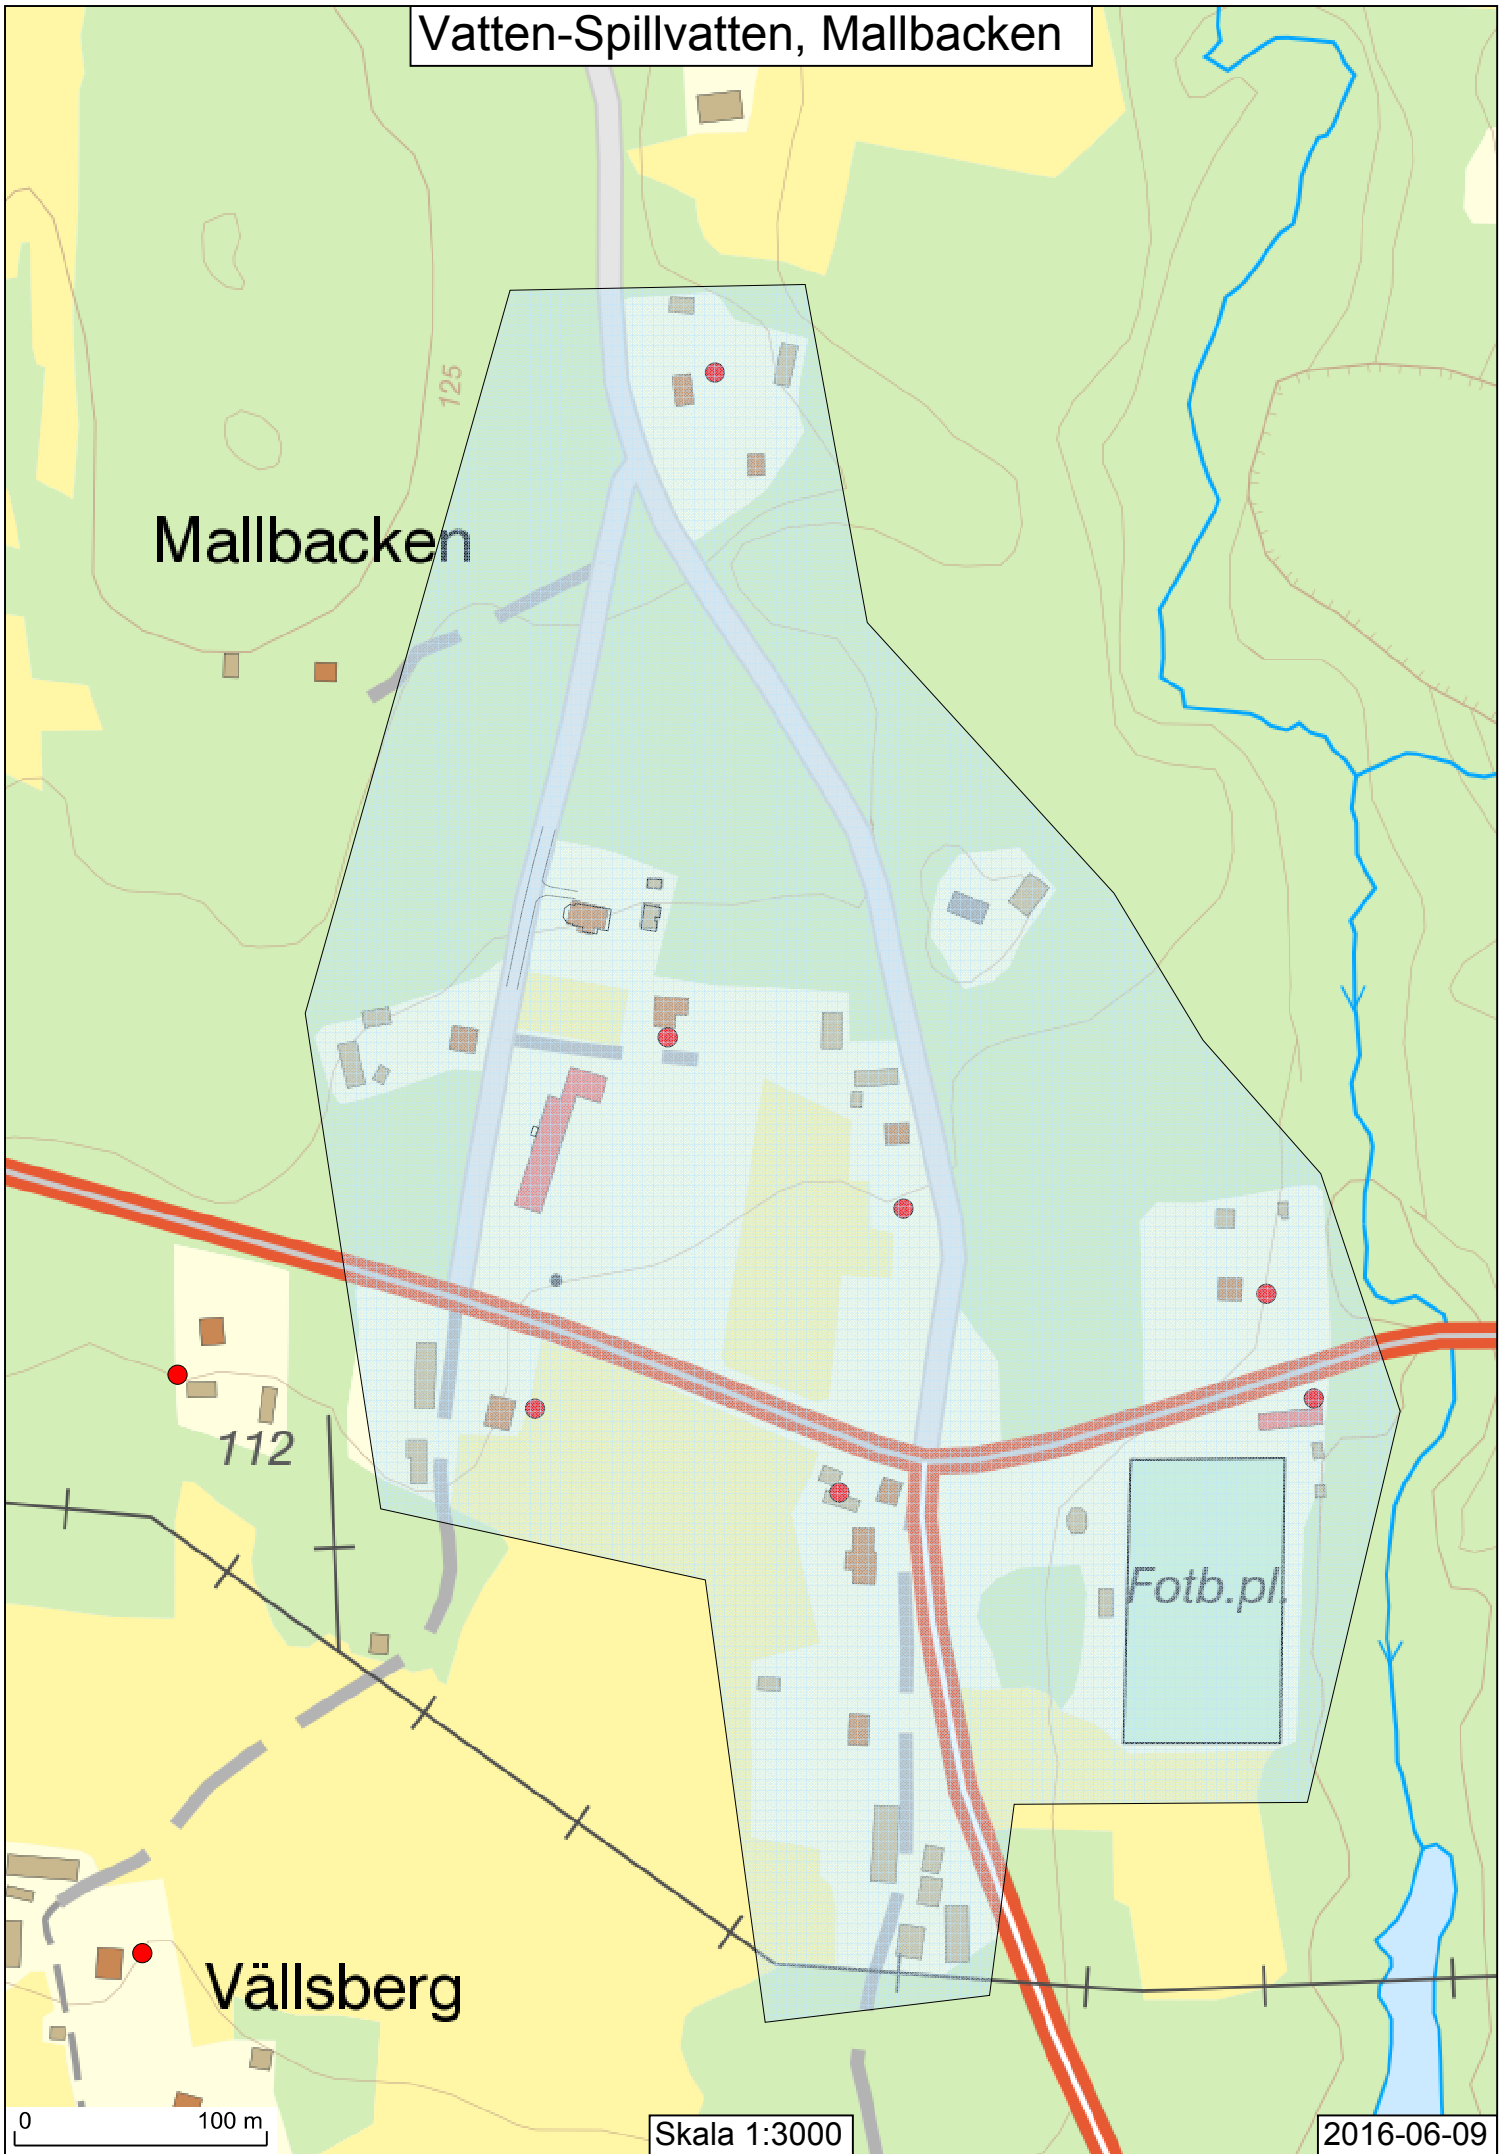 Vatten-Spillvatten, Mallbacken
125
Mallbacken
112
Fotb.pl.
Vällsberg
0 100 m
Skala 1:3000
2016-06-09